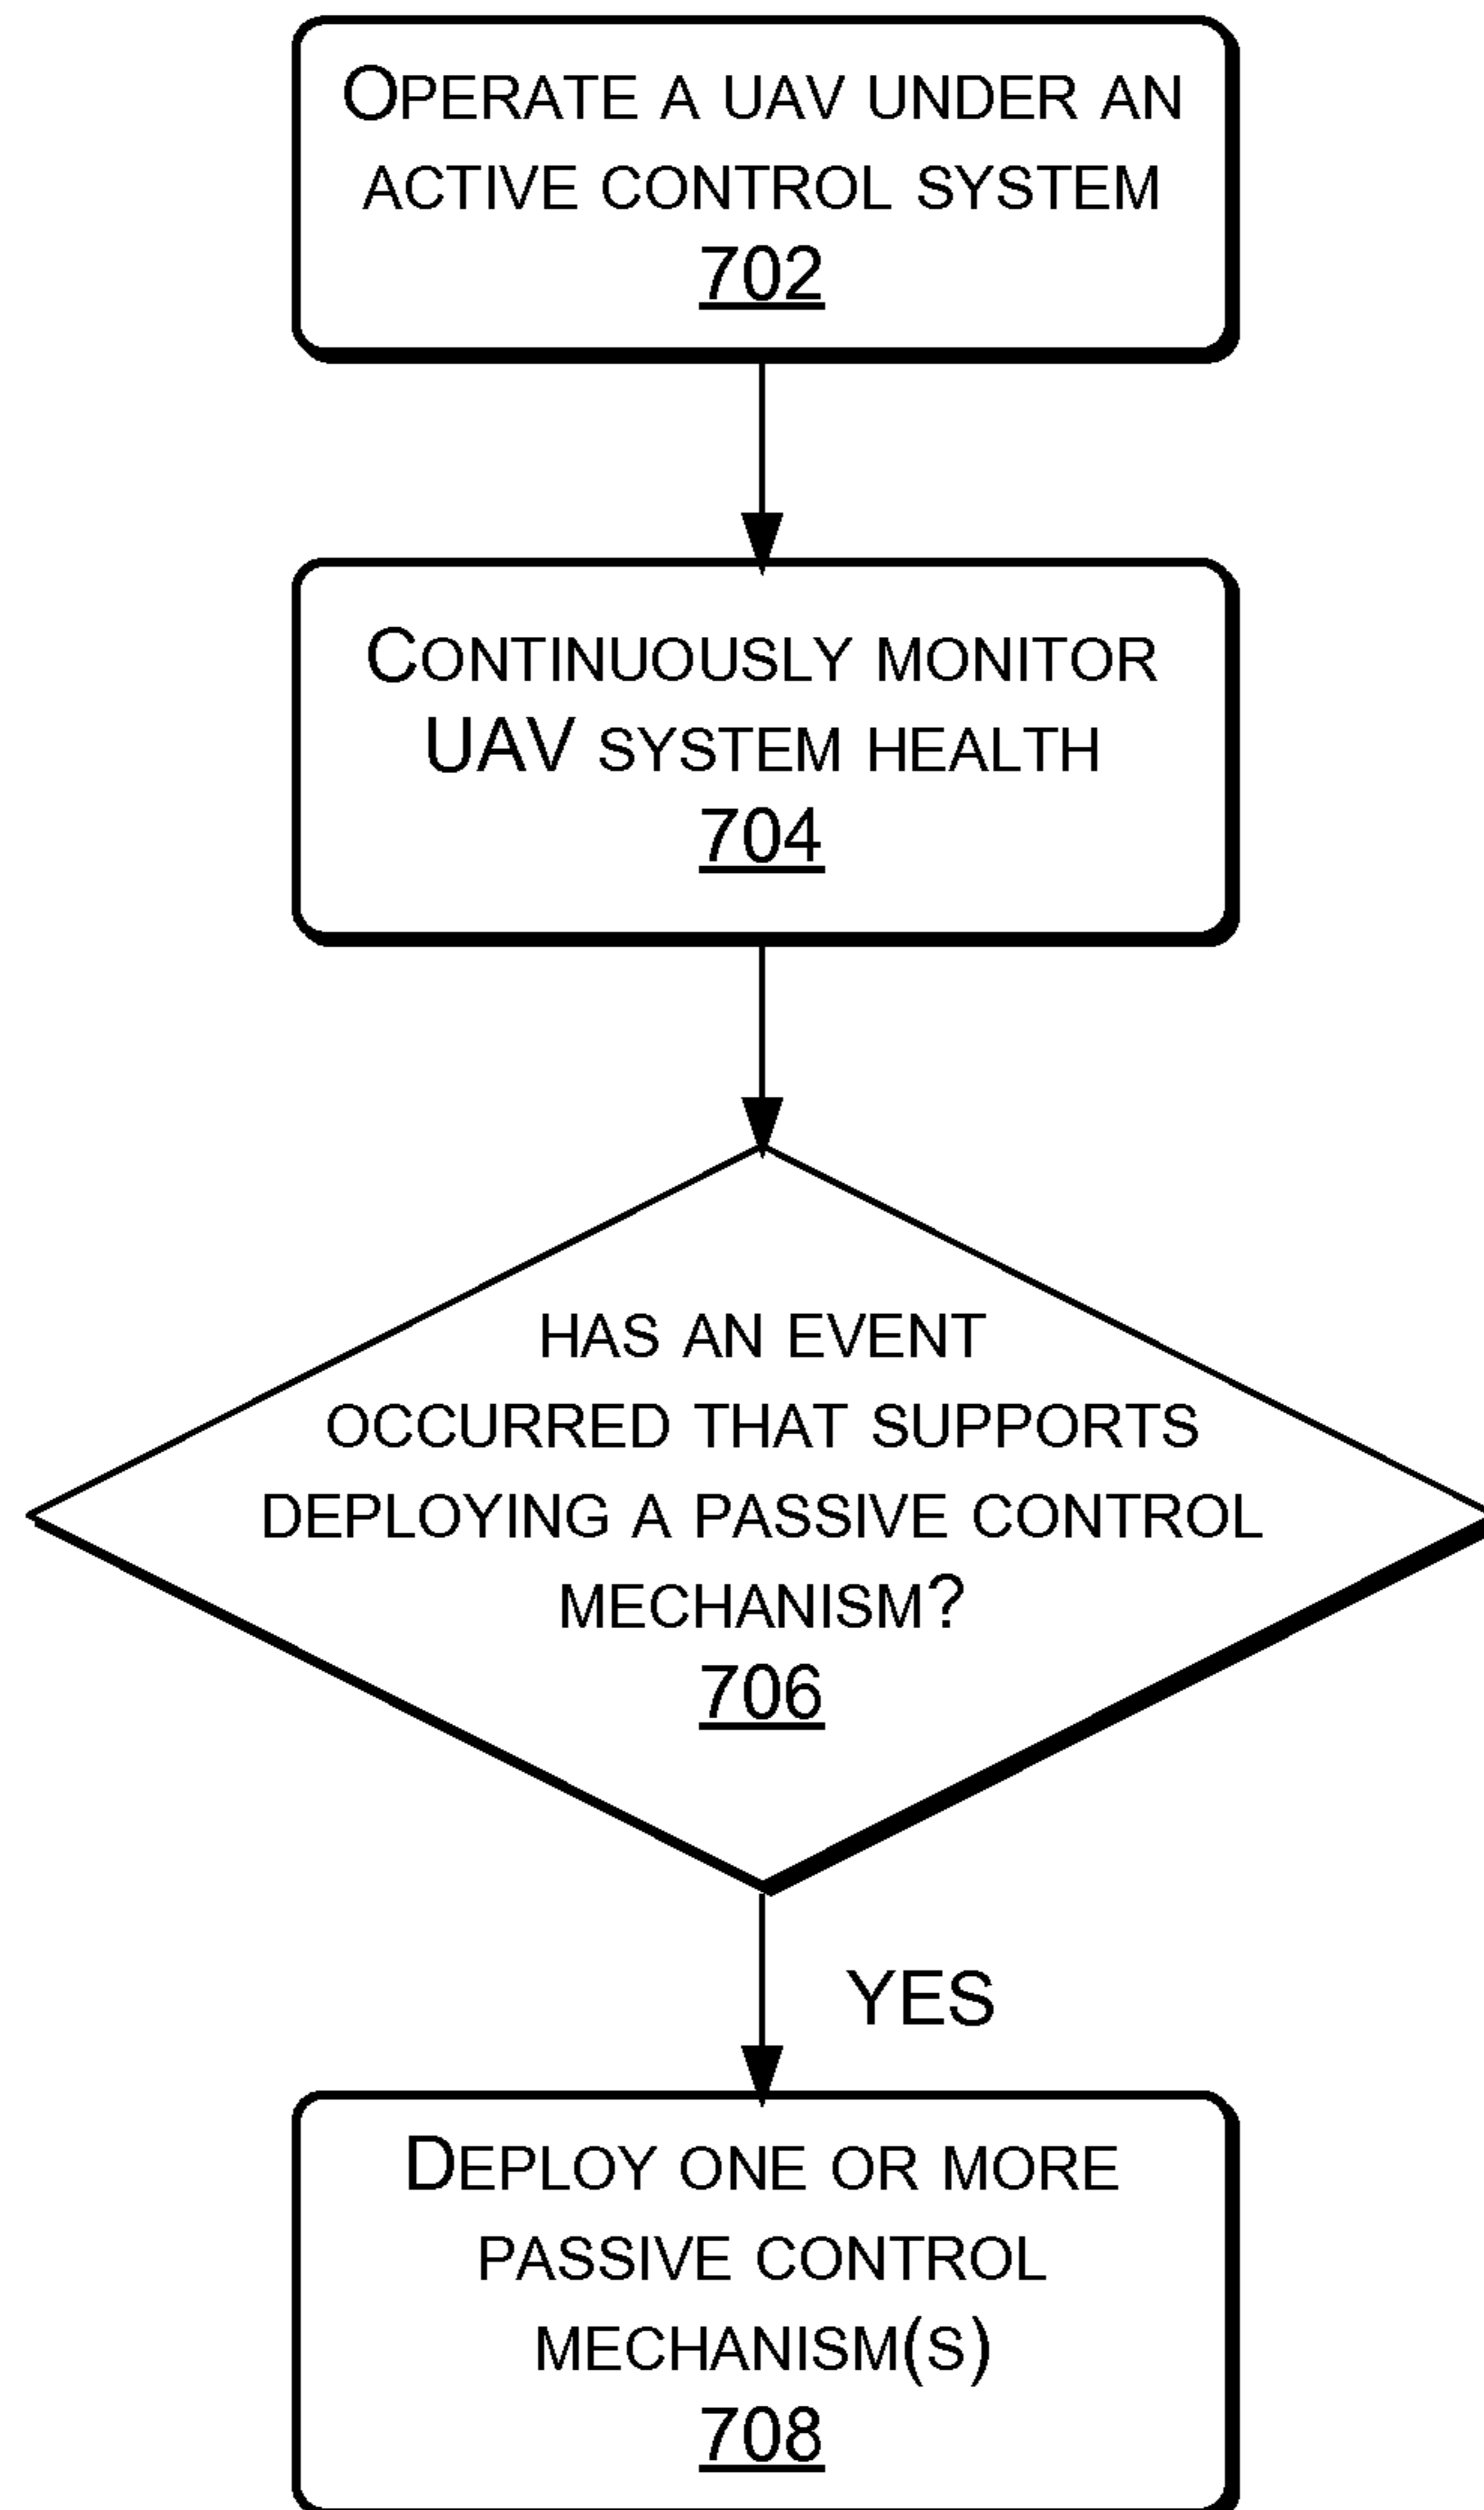 OPERATE A UAV UNDER AN
ACTIVE CONTROL SYSTEM
702
CONTINUOUSLY MONITOR
UAV SYSTEM HEALTH
704
HAS AN EVENT
OCCURRED THAT SUPPORTS
DEPLOYING A PASSIVE CONTROL
MECHANISM?
706
YES
DEPLOY ONE OR MORE
PASSIVE CONTROL
MECHANISM(S)
708